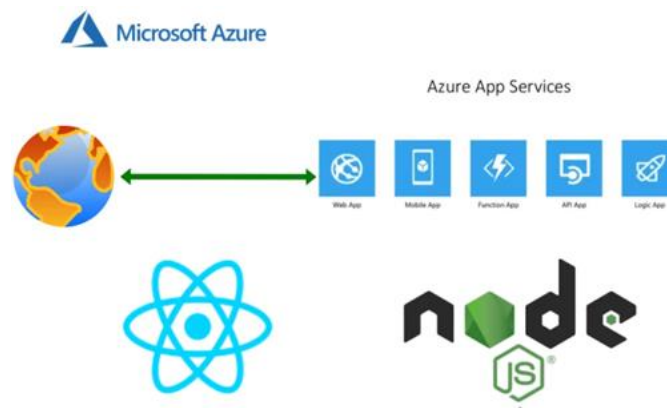 Microsoft Azure
Azure App Services
Web App
Mobile App
Function App
API App
Logic App
node
JS®